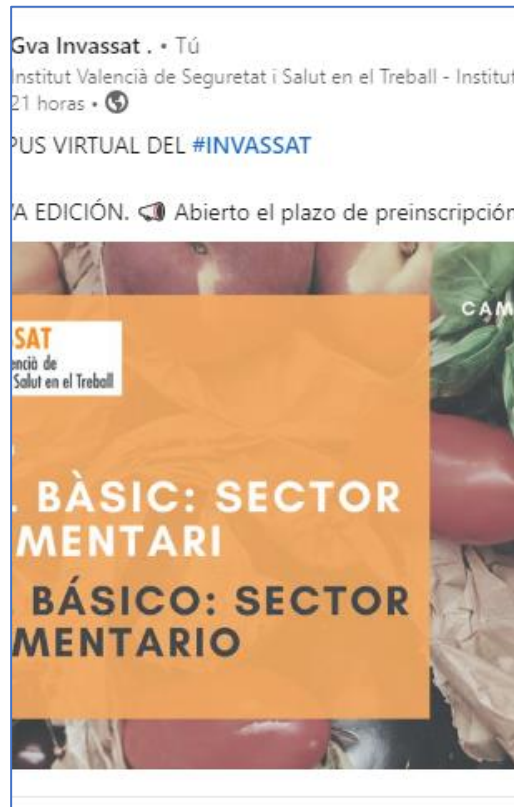 Gva Invassat . • Tú
Institut Valencià de Seguretat i Salut en el Treball - Institut
21 horas •
PUS VIRTUAL DEL #INVASSAT
A EDICIÓN. Abierto el plazo de preinscripción
CAM
SAT
encià de
Salut en el Treball
BÀSIC: SECTOR
MENTARI
BÁSICO: SECTOR
MENTARIO